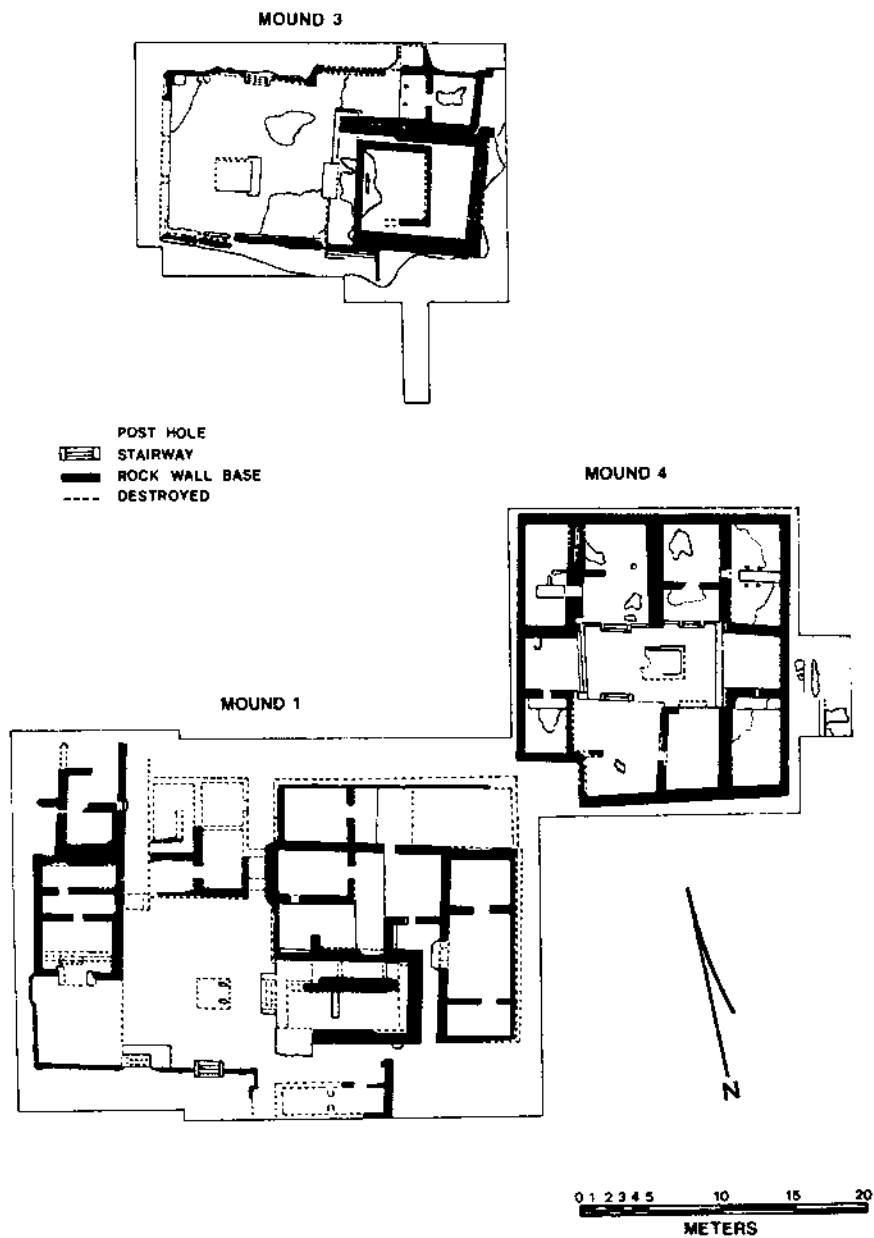 MOUND 3
POST HOLE
STAIRWAY
ROCK WALL BASE
DESTROYED
MOUND 4
MOUND 1
N
0 1 2 3 4 5 10 15 20
METERS